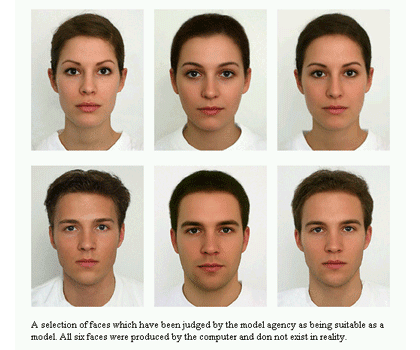 A selection of faces which have been judged by the model agency as being suitable as a
model. All six faces were produced by the computer and don not exist in reality.